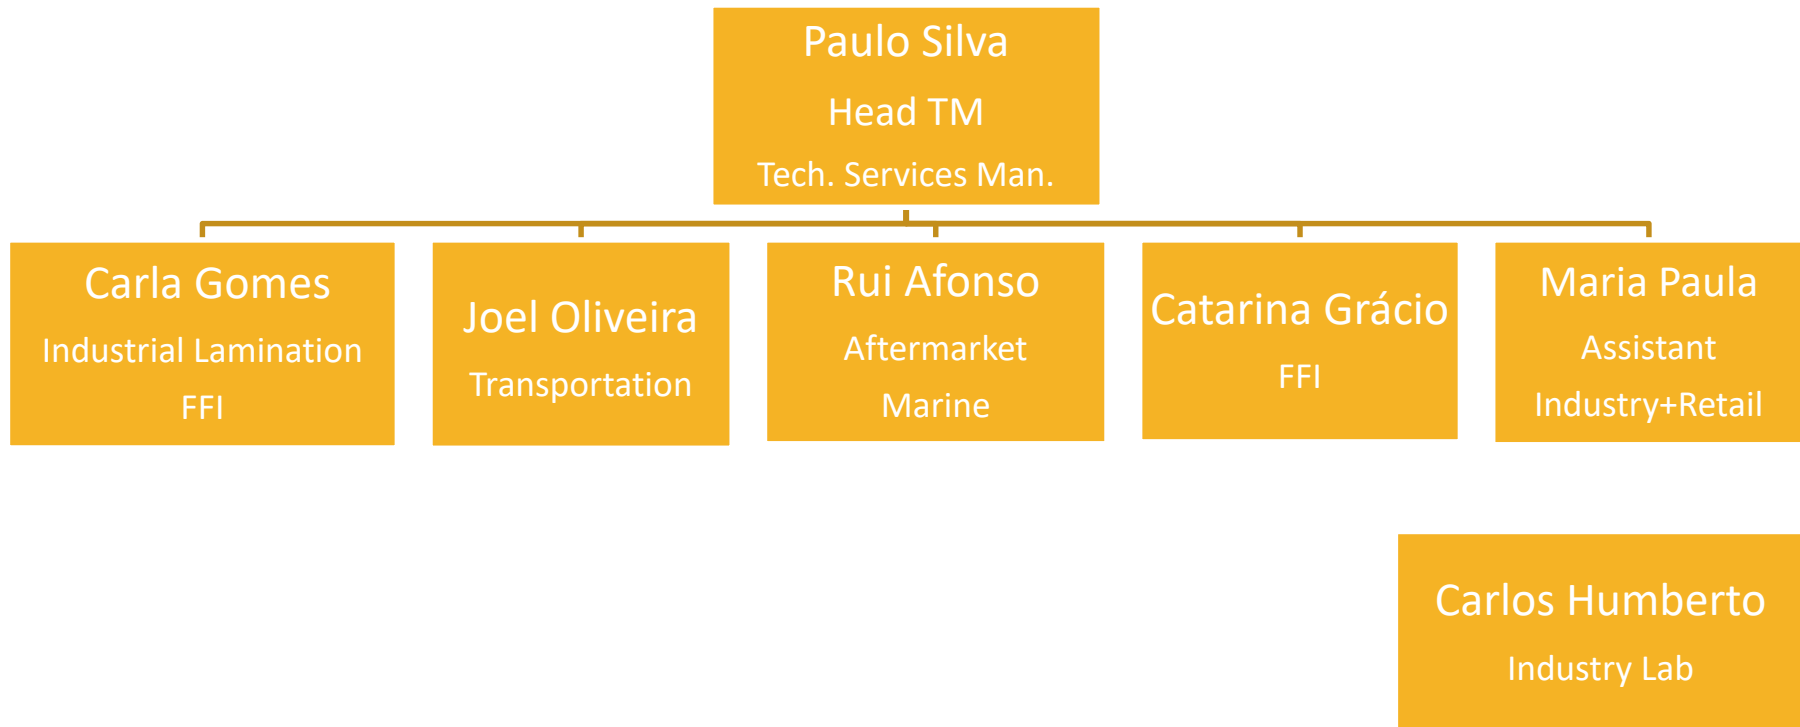 Paulo Silva
Head TM
Tech. Services Man.
Carla Gomes
Industrial Lamination
FFI
Joel Oliveira
Transportation
Rui Afonso
Aftermarket
Marine
Catarina Grácio
FFI
Maria Paula
Assistant
Industry+Retail
Carlos Humberto
Industry Lab